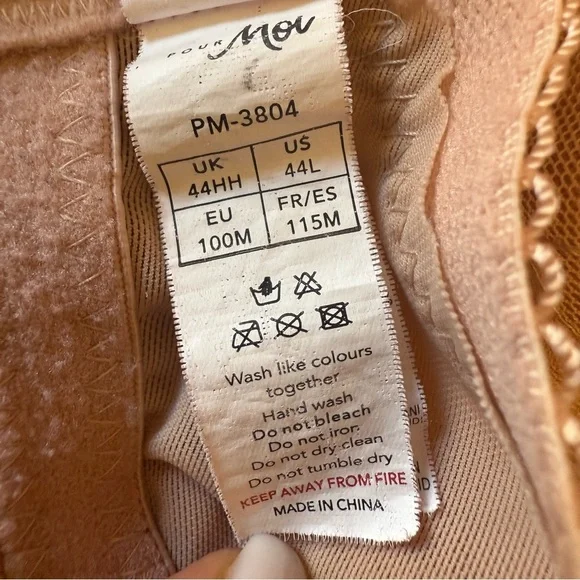 POUR Moi
PM-3804
UK US
44HH 44L
EU FR/ES
100M 115M
Wash like colours
together
Hand wash
Do not bleach
Do not iron
Do not dry clean
Do not tumble dry
KEEP AWAY FROM FIRE
MADE IN CHINA